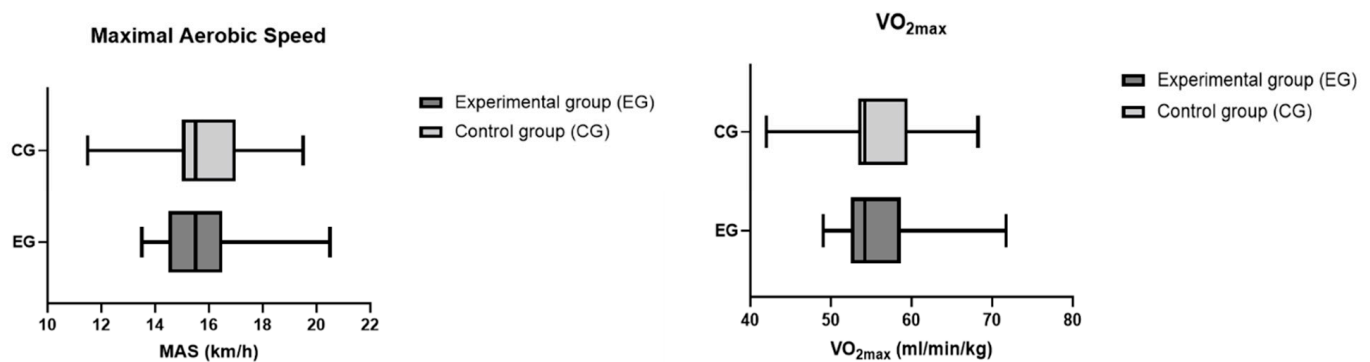 Maximal Aerobic Speed
Experimental group (EG)
Control group (CG)
CG
EG
10 12 14 16 18 20 22
MAS (km/h)
VO2max
Experimental group (EG)
Control group (CG)
CG
EG
40 50 60 70 80
VO2max (ml/min/kg)